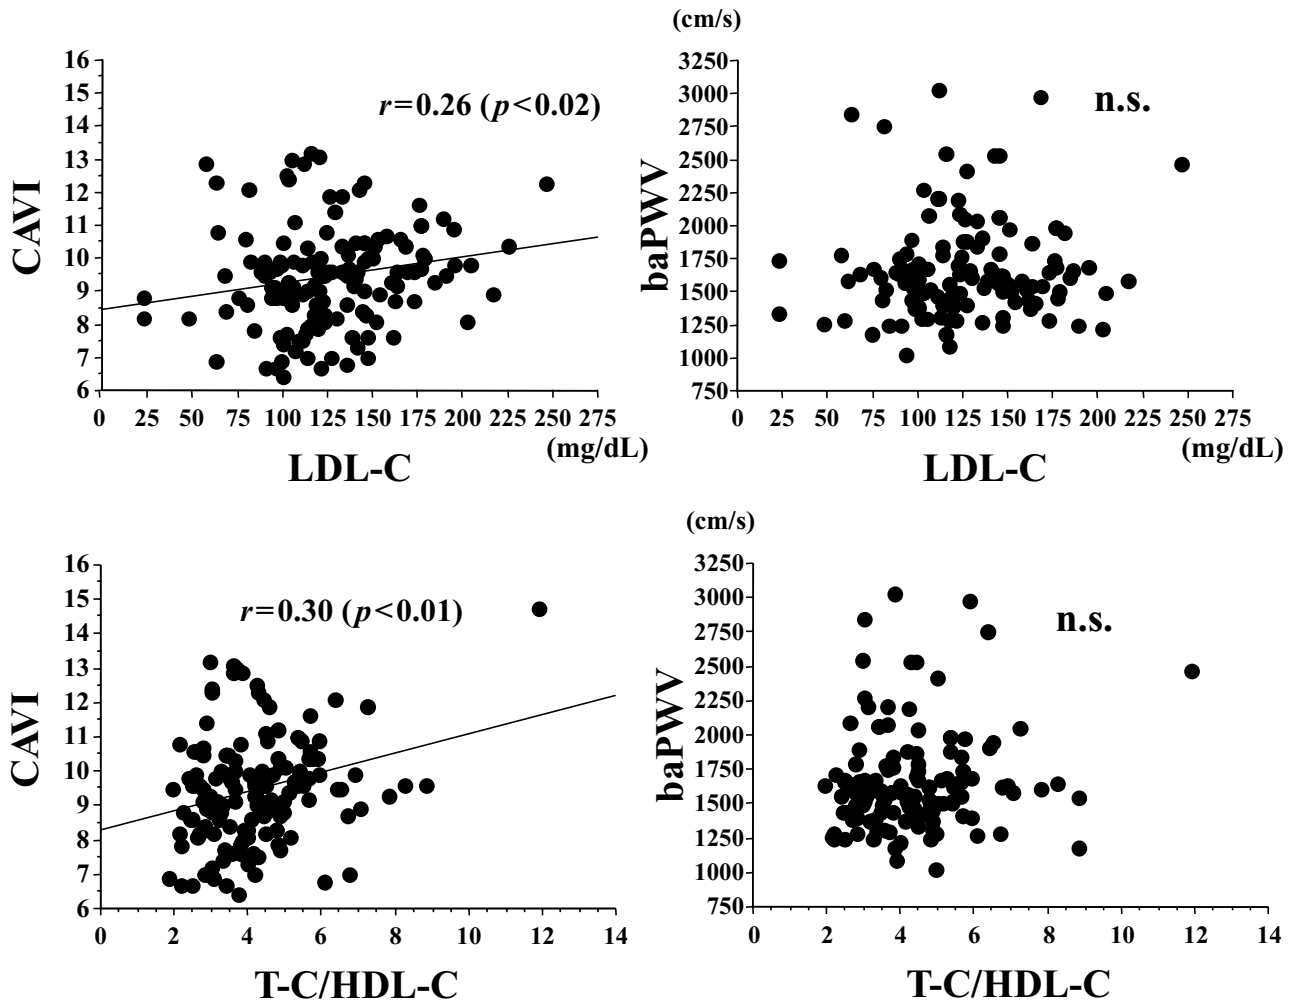 (cm/s)
16
15
14
13
12
11
10
9
8
7
6
CAVI
r=0.26 (p<0.02)
0 25 50 75 100 125 150 175 200 225 250 275
(mg/dL)
LDL-C
3250
3000
2750
2500
2250
2000
1750
1500
1250
1000
750
baPWV
n.s.
0 25 50 75 100 125 150 175 200 225 250 275
(mg/dL)
LDL-C
16
15
14
13
12
11
10
9
8
7
6
CAVI
r=0.30 (p<0.01)
0 2 4 6 8 10 12 14
T-C/HDL-C
(cm/s)
3250
3000
2750
2500
2250
2000
1750
1500
1250
1000
750
baPWV
n.s.
0 2 4 6 8 10 12 14
T-C/HDL-C